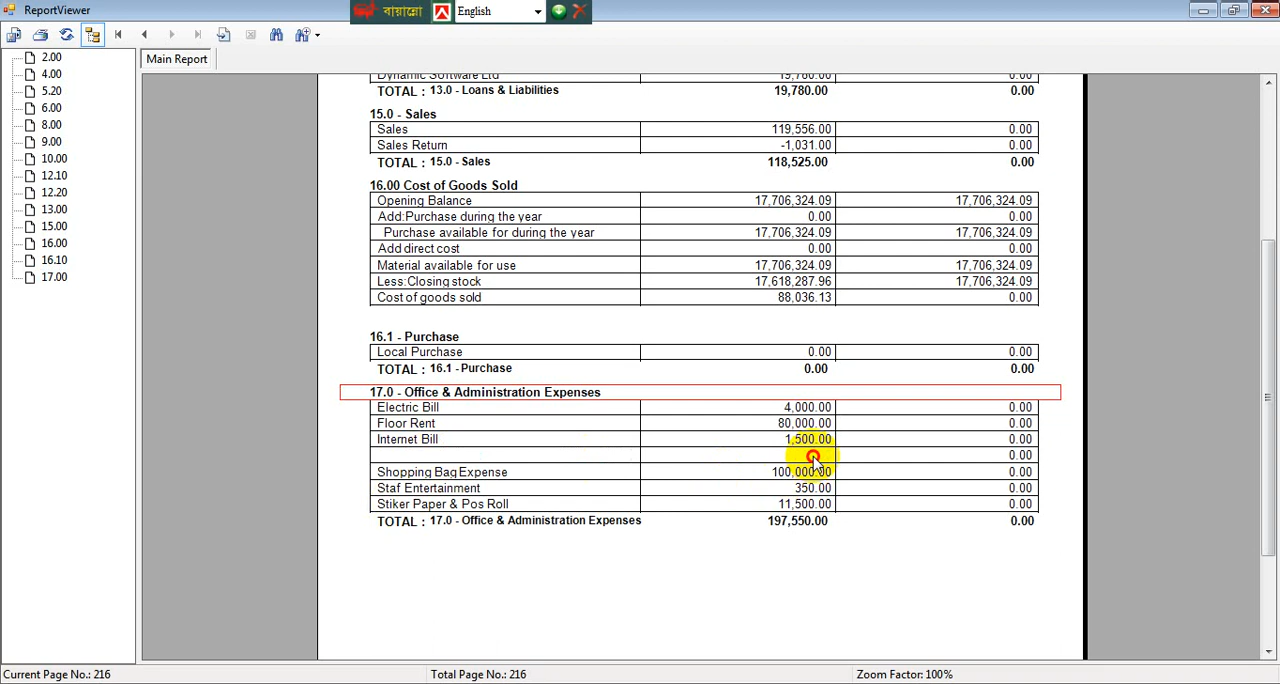 ReportViewer
বায়ান্নো English
2.00
4.00
5.20
6.00
8.00
9.00
10.00
12.10
12.20
13.00
15.00
16.00
16.10
17.00
Main Report
Dynamic Software Ltd 19,780.00 0.00
TOTAL : 13.0 - Loans & Liabilities 19,780.00 0.00
15.0 - Sales
Sales 119,556.00 0.00
Sales Return -1,031.00 0.00
TOTAL : 15.0 - Sales 118,525.00 0.00
16.00 Cost of Goods Sold
Opening Balance 17,706,324.09 17,706,324.09
Add:Purchase during the year 0.00 0.00
Purchase available for during the year 17,706,324.09 17,706,324.09
Add direct cost 0.00 0.00
Material available for use 17,706,324.09 17,706,324.09
Less:Closing stock 17,618,287.96 17,706,324.09
Cost of goods sold 88,036.13 0.00
16.1 - Purchase
Local Purchase 0.00 0.00
TOTAL : 16.1 - Purchase 0.00 0.00
17.0 - Office & Administration Expenses
Electric Bill 4,000.00 0.00
Floor Rent 80,000.00 0.00
Internet Bill 1,500.00 0.00
0.00
Shopping Bag Expense 100,000.00 0.00
Staf Entertainment 350.00 0.00
Stiker Paper & Pos Roll 11,500.00 0.00
TOTAL : 17.0 - Office & Administration Expenses 197,550.00 0.00
Current Page No.: 216 Total Page No.: 216 Zoom Factor: 100%